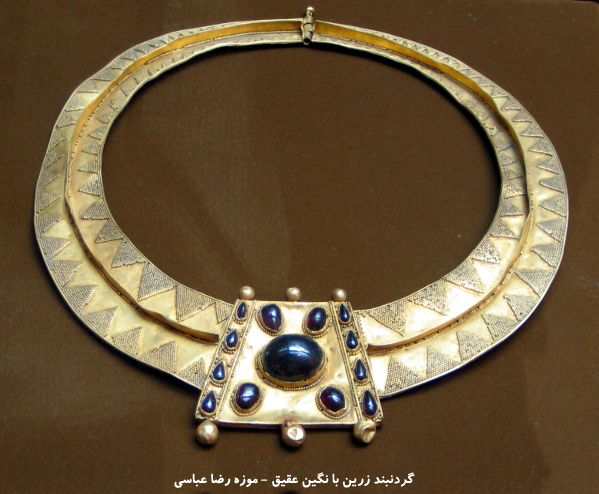 گردنبند زرین با نگین عقیق - موزه رضا عباسی